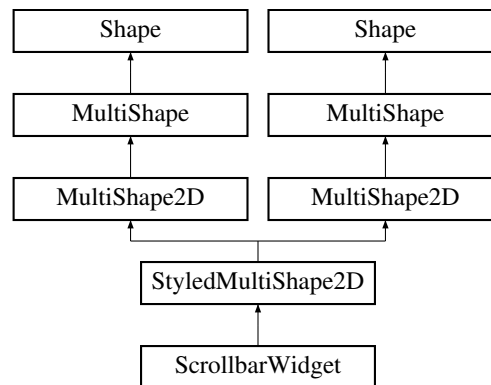 Shape
Shape
MultiShape
MultiShape
MultiShape2D
MultiShape2D
StyledMultiShape2D
ScrollbarWidget